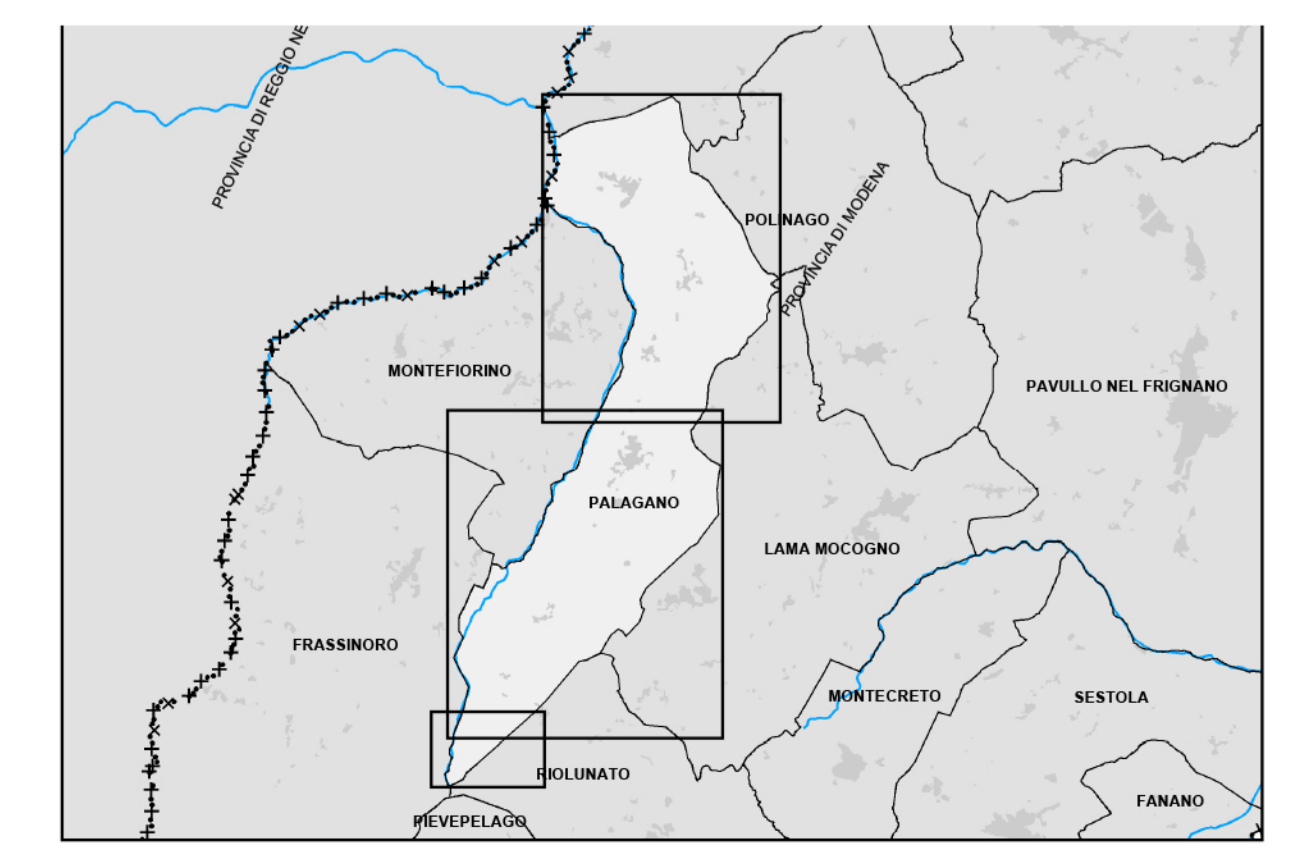 PROVINCIA DI REGGIO NE
POLINAGO
PROVINCIA DI MODENA
MONTEFIORINO
PAVULLO NEL FRIGNANO
PALAGANO
LAMA MOCOGNO
FRASSINORO
MONTECRETO
SESTOLA
RIOLUNATO
FANANO
PIEVEPELAGO